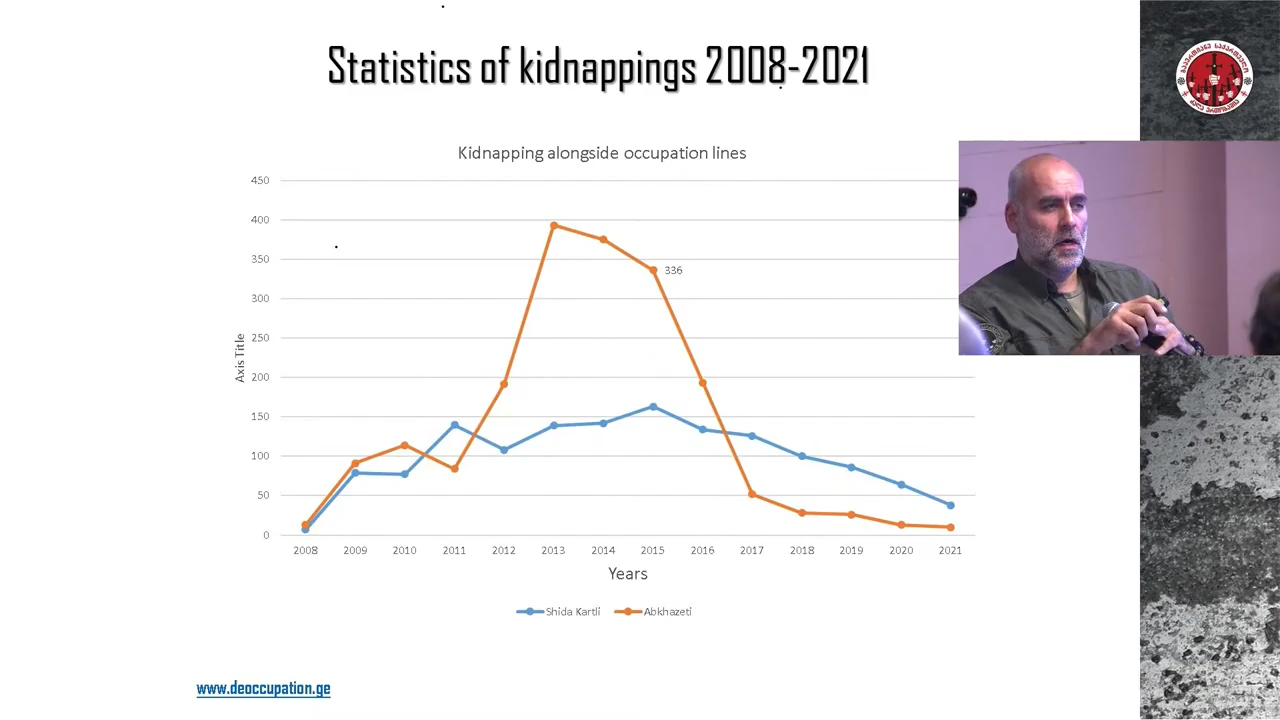 Statistics of kidnappings 2008-2021
Kidnapping alongside occupation lines
450
400
350
300
250
200
150
100
50
0
Axis Title
336
2008 2009 2010 2011 2012 2013 2014 2015 2016 2017 2018 2019 2020 2021
Years
Shida Kartli Abkhazeti
www.deoccupation.ge